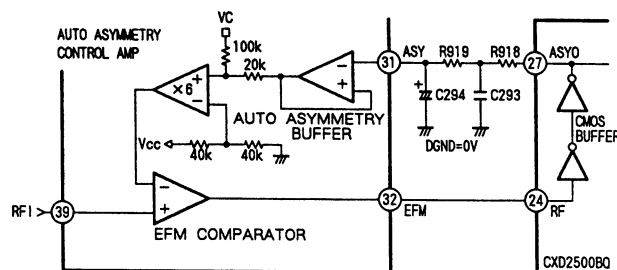 VC
AUTO ASYMMETRY
CONTROL AMP
100k
20k
31
ASY
R919
R918
27
ASYO
+
×6
−
−
+
+
C294
C293
AUTO ASYMMETRY
BUFFER
CMOS
BUFFER
Vcc
40k
40k
DGND=0V
−
+
RFI
39
32
EFM
24
RF
EFM COMPARATOR
CXD2500BQ